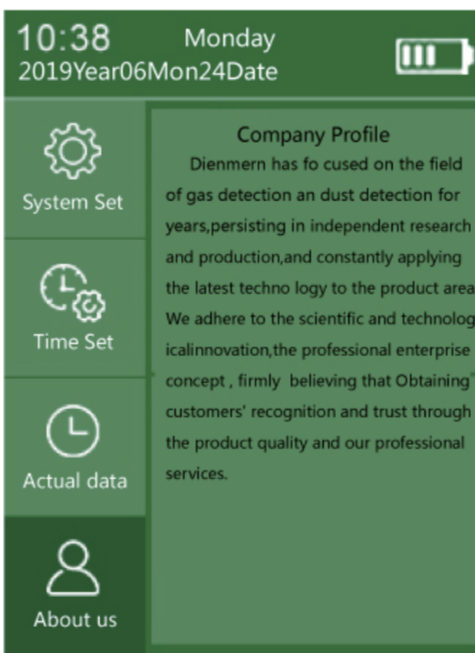 10:38 Monday
2019Year06Mon24Date
System Set
Time Set
Actual data
About us
Company Profile
Dienmern has fo cused on the field
of gas detection an dust detection for
years,persisting in independent research
and production,and constantly applying
the latest techno logy to the product area
We adhere to the scientific and technolog
icalinnovation,the professional enterprise
concept , firmly believing that Obtaining
customers' recognition and trust through
the product quality and our professional
services.